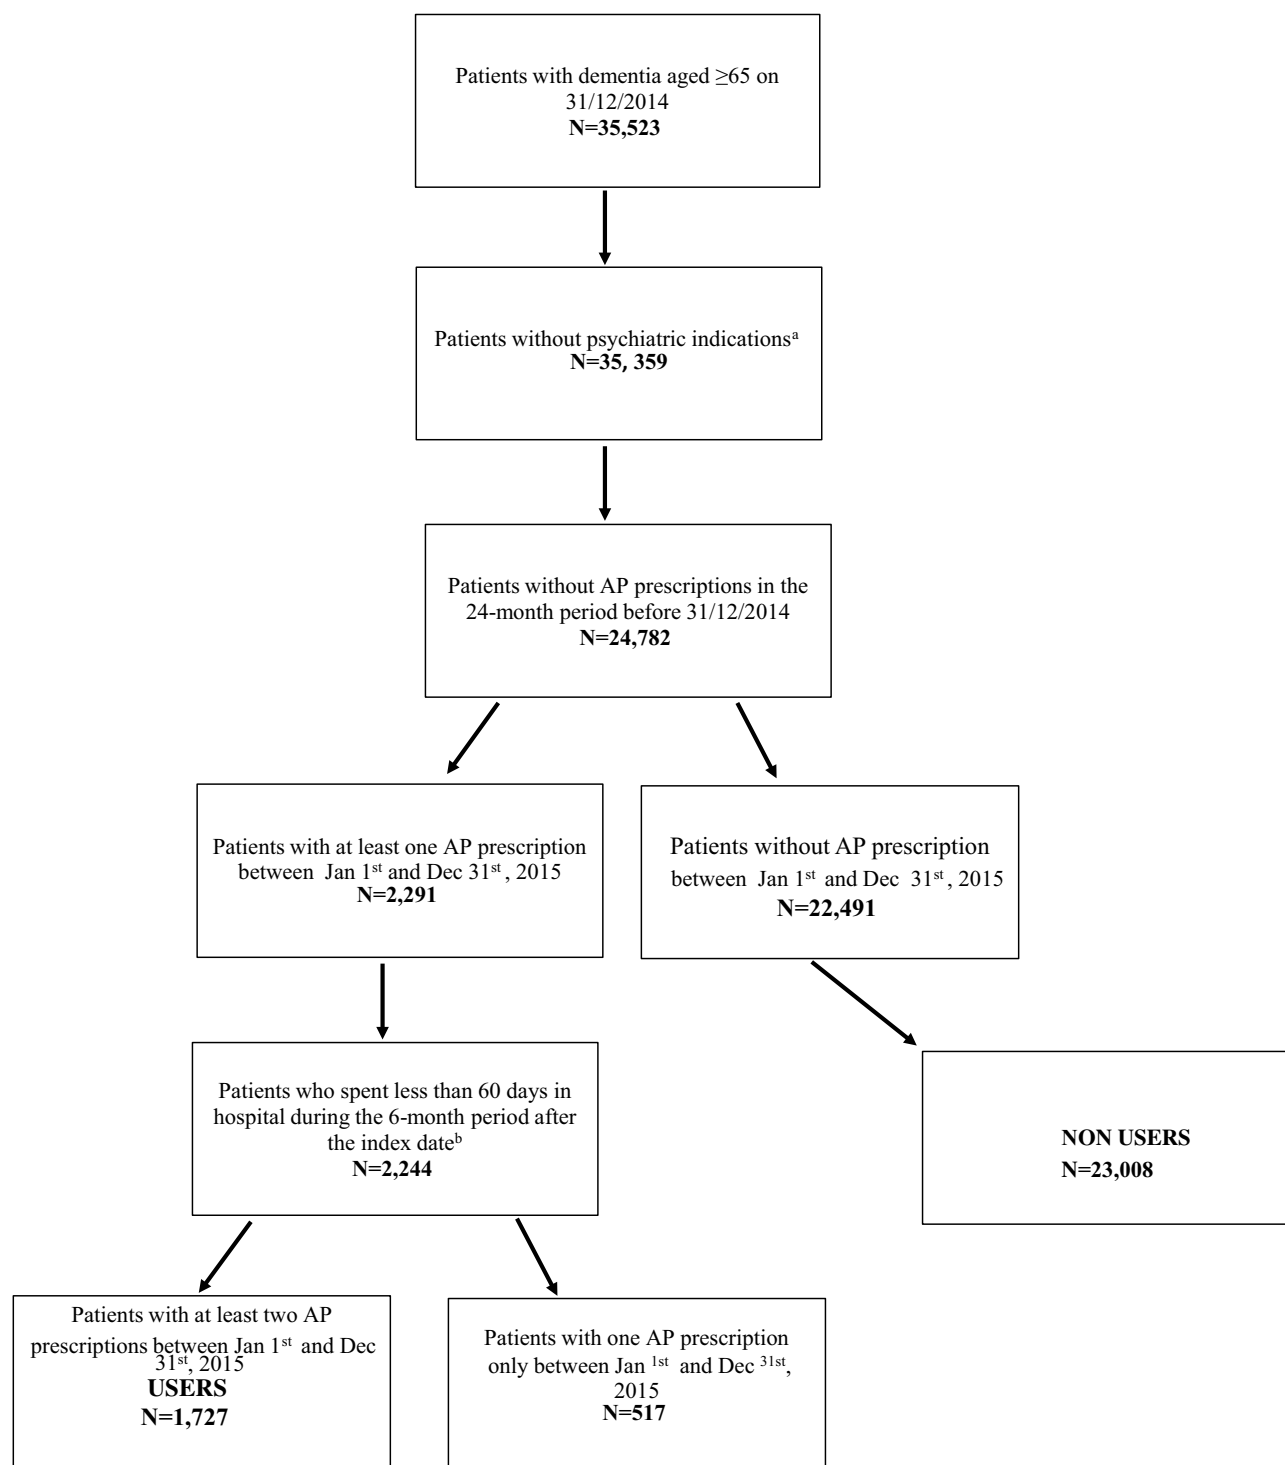 Patients with dementia aged ≥65 on
31/12/2014
N=35,523
Patients without psychiatric indicationsᵃ
N=35, 359
Patients without AP prescriptions in the
24-month period before 31/12/2014
N=24,782
Patients with at least one AP prescription
between Jan 1ˢᵗ and Dec 31ˢᵗ, 2015
N=2,291
Patients without AP prescription
between Jan 1ˢᵗ and Dec 31ˢᵗ, 2015
N=22,491
Patients who spent less than 60 days in
hospital during the 6-month period after
the index dateᵇ
N=2,244
NON USERS
N=23,008
Patients with at least two AP
prescriptions between Jan 1ˢᵗ and Dec
31ˢᵗ, 2015
USERS
N=1,727
Patients with one AP prescription
only between Jan ¹ˢᵗ and Dec ³¹ˢᵗ,
2015
N=517